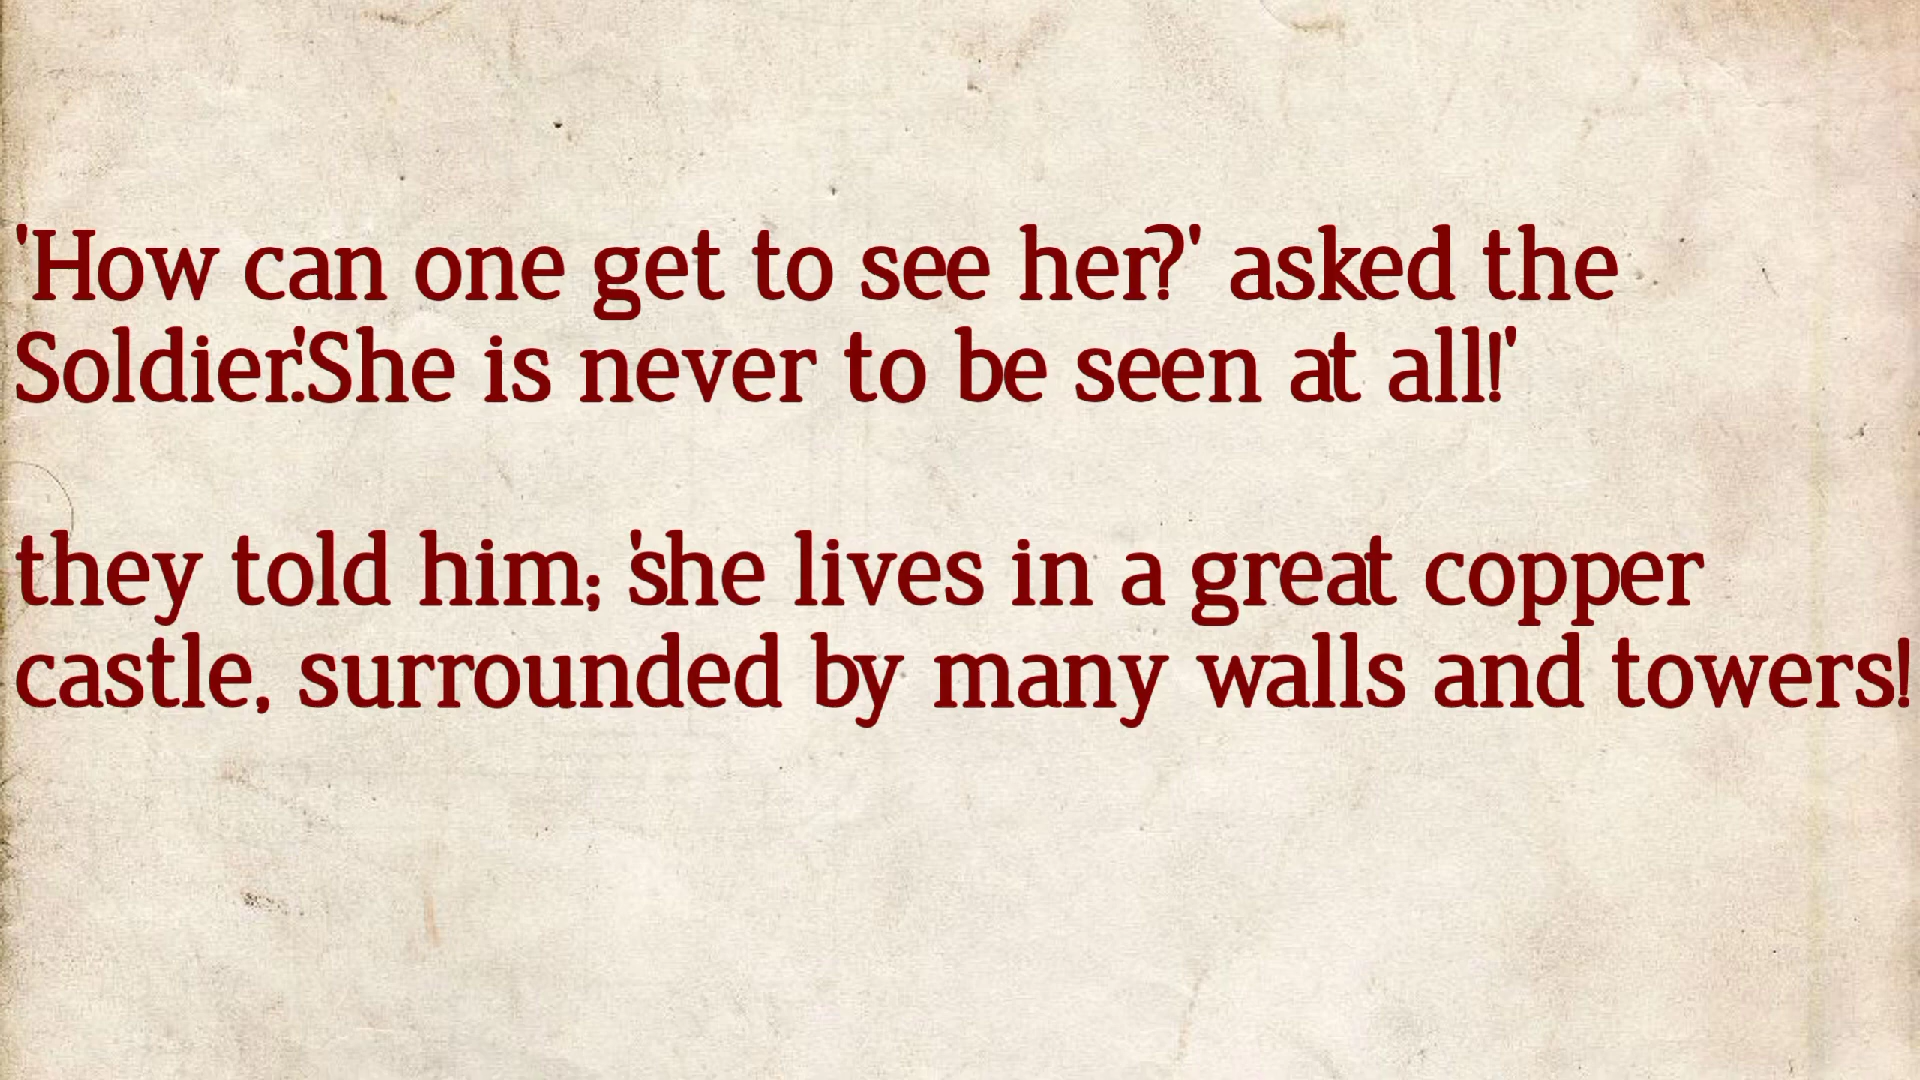 'How can one get to see her?' asked the
Soldier.'She is never to be seen at all!'
they told him; 'she lives in a great copper
castle, surrounded by many walls and towers!